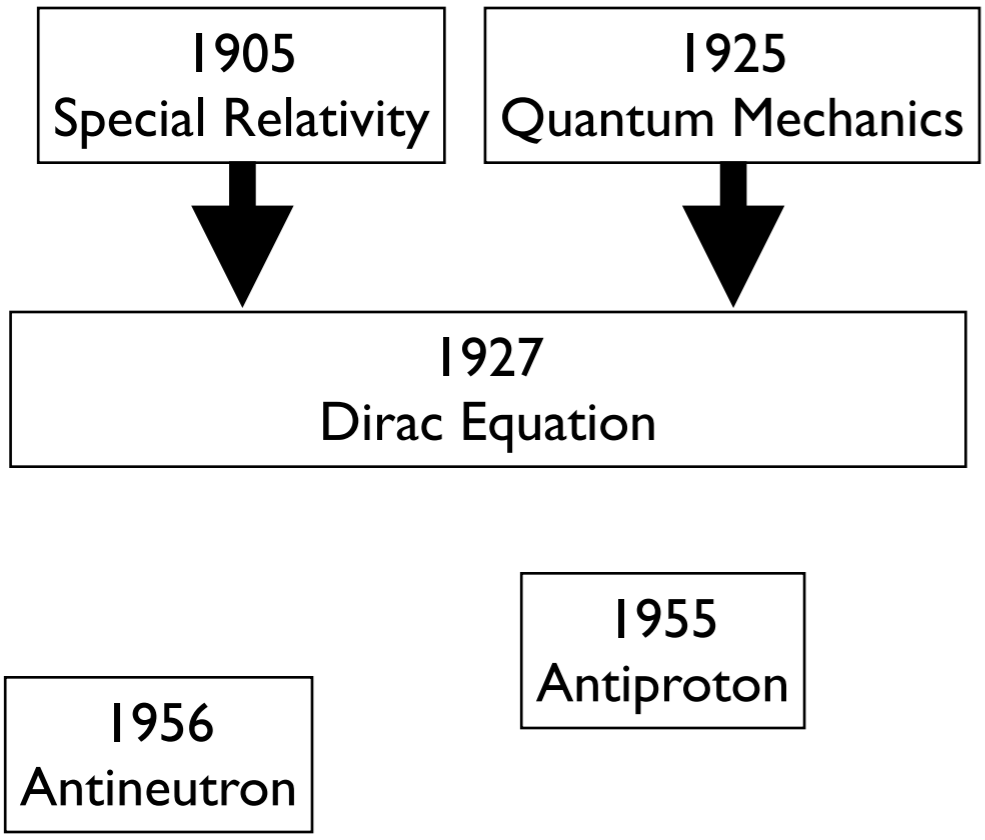 1905
Special Relativity
1925
Quantum Mechanics
1927
Dirac Equation
1955
Antiproton
1956
Antineutron